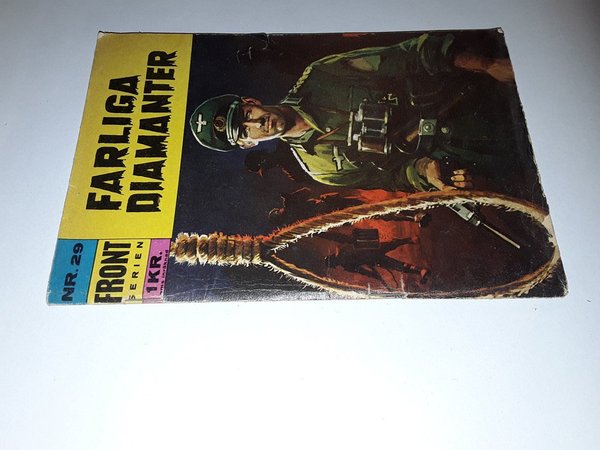 FARLIGA
DIAMANTER
NR. 29
FRONT
SERIEN
1 KR.